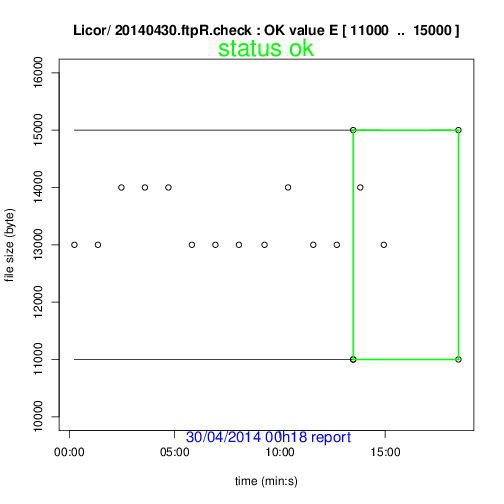 Licor/ 20140430.ftpR.check : OK value E [ 11000 .. 15000 ]
status ok
16000
15000
14000
13000
12000
11000
10000
file size (byte)
30/04/2014 00h18 report
00:00 05:00 10:00 15:00
time (min:s)